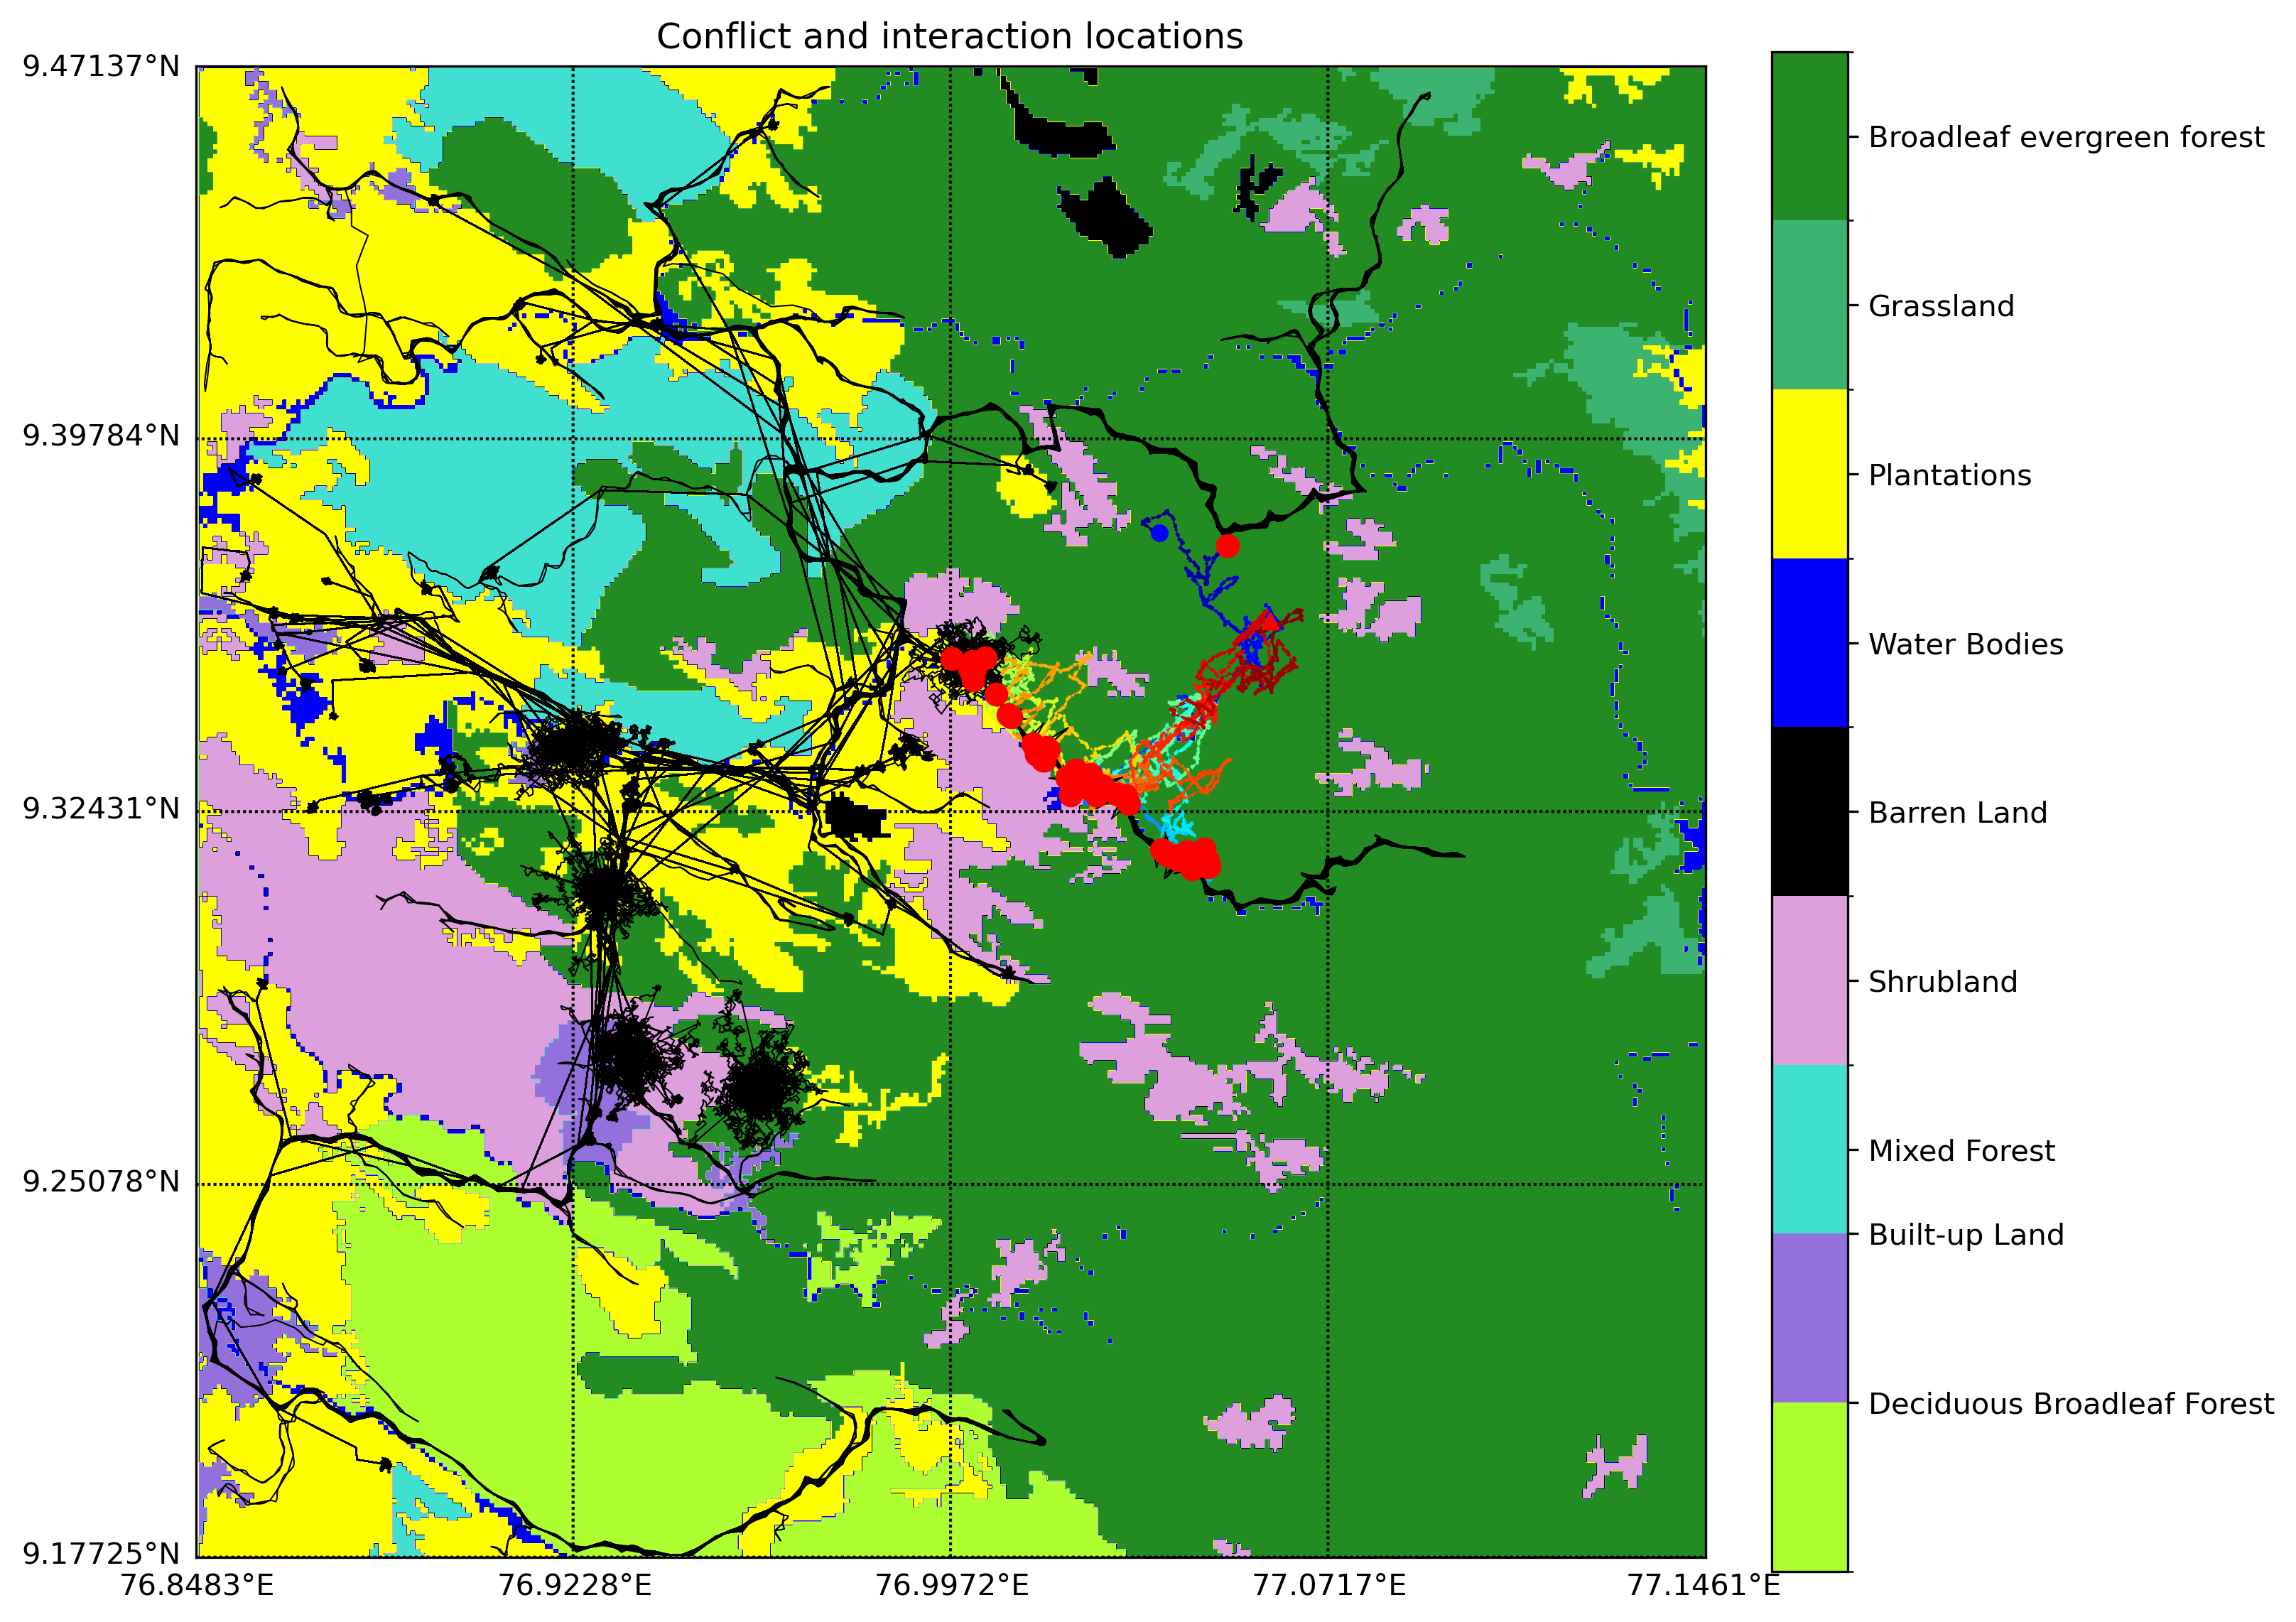 Conflict and interaction locations
9.47137°N
9.39784°N
9.32431°N
9.25078°N
9.17725°N
76.8483°E
76.9228°E
76.9972°E
77.0717°E
77.1461°E
Broadleaf evergreen forest
Grassland
Plantations
Water Bodies
Barren Land
Shrubland
Mixed Forest
Built-up Land
Deciduous Broadleaf Forest